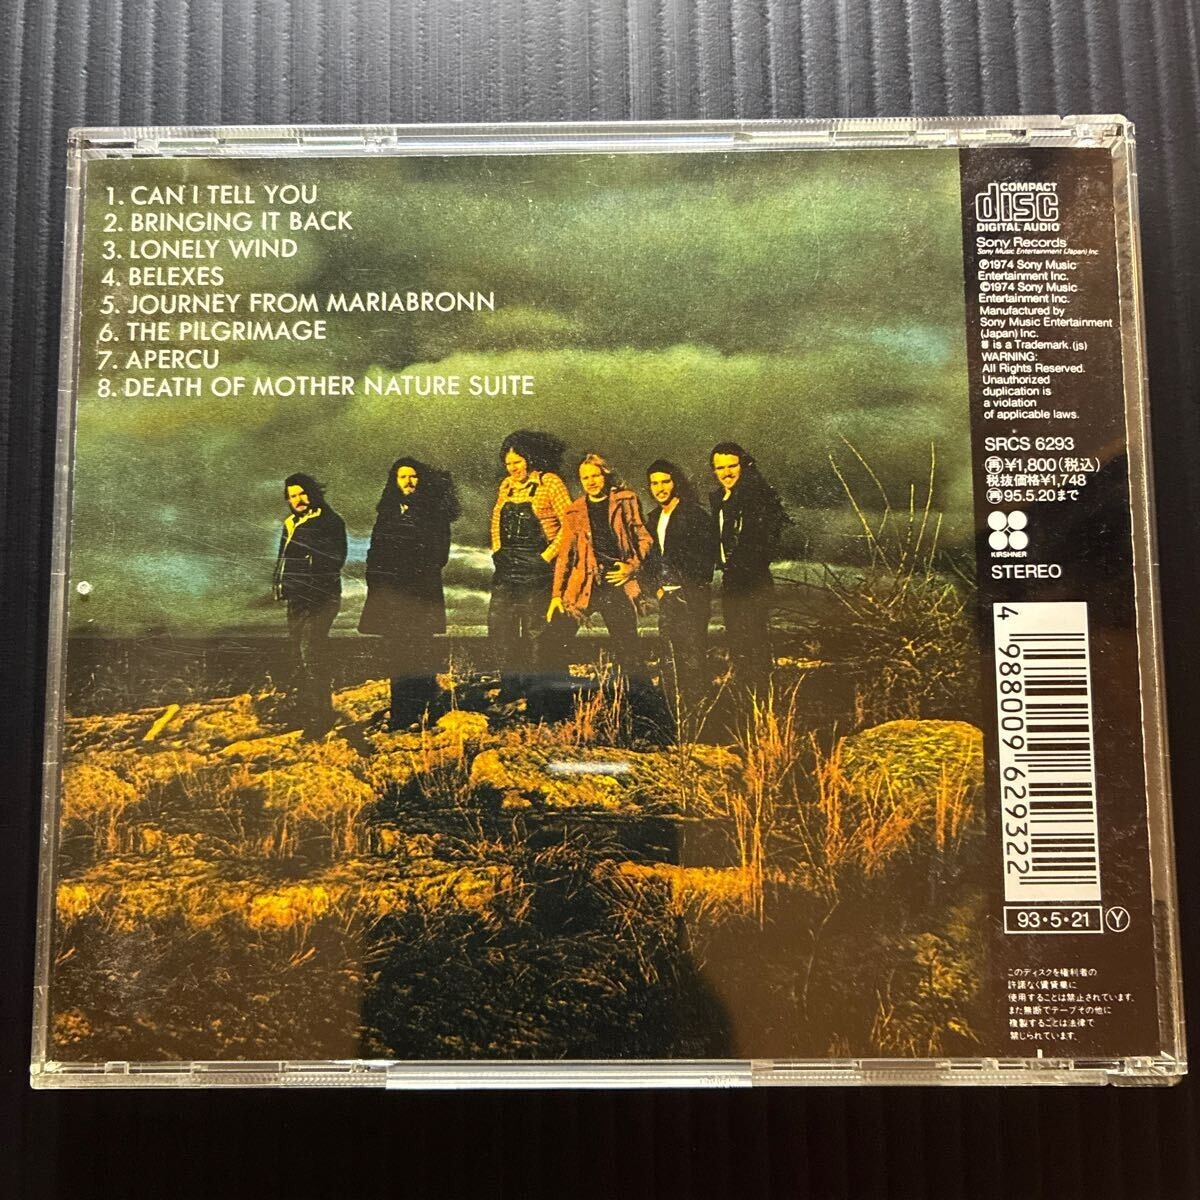 1. CAN I TELL YOU
2. BRINGING IT BACK
3. LONELY WIND
4. BELEXES
5. JOURNEY FROM MARIABRONN
6. THE PILGRIMAGE
7. APERCU
8. DEATH OF MOTHER NATURE SUITE
COMPACT
disc
DIGITAL AUDIO
Sony Records
Sony Music Entertainment (Japan) Inc.
℗1974 Sony Music
Entertainment Inc.
©1974 Sony Music
Entertainment Inc.
Manufactured by
Sony Music Entertainment
(Japan) Inc.
is a Trademark.(js)
WARNING:
All Rights Reserved.
Unauthorized
duplication is
a violation
of applicable laws.
SRCS 6293
再¥1,800(税込)
税抜価格¥1,748
再95.5.20まで
KIRSHNER
STEREO
4 988009 629322
93・5・21 Y
このディスクを権利者の
許諾なく賃貸業に
使用することは禁止されています。
また無断でテープその他に
複製することは法律で
禁じられています。